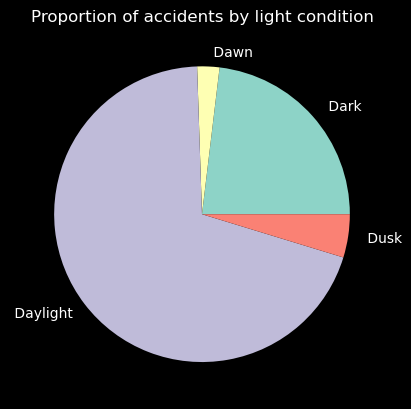 Proportion of accidents by light condition
Dawn
Dark
Dusk
Daylight